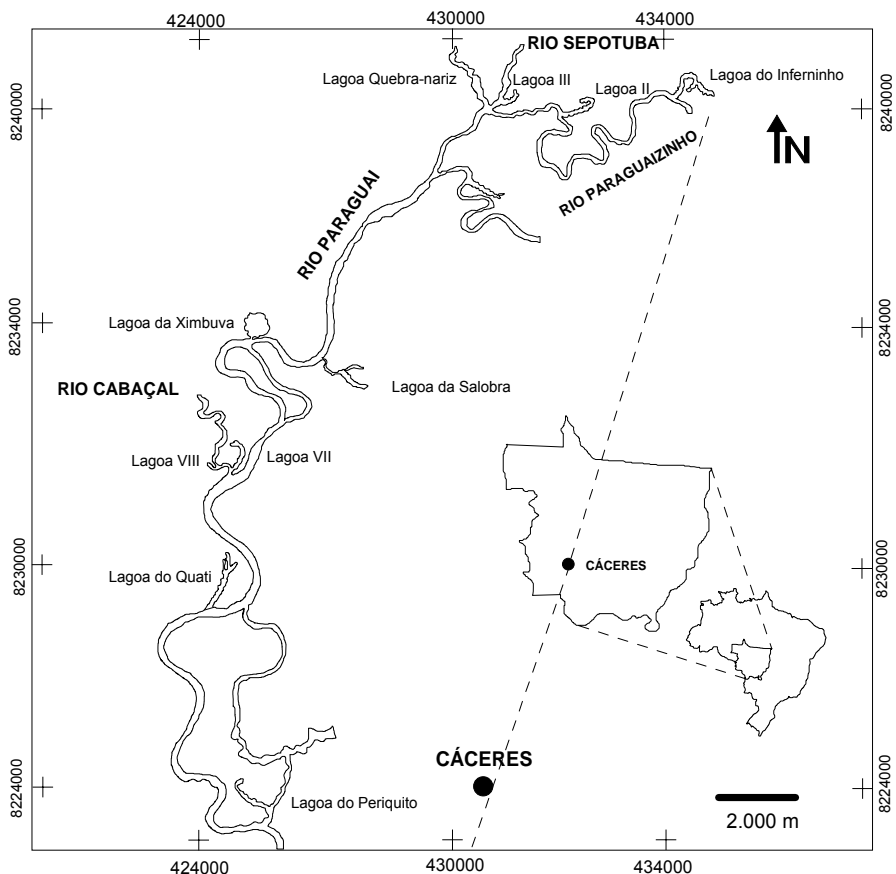 424000
430000
434000
RIO SEPOTUBA
Lagoa Quebra-nariz
Lagoa III
Lagoa II
Lagoa do Inferninho
8240000
8240000
N
RIO PARAGUAIZINHO
RIO PARAGUAI
Lagoa da Ximbuva
8234000
8234000
RIO CABAÇAL
Lagoa da Salobra
Lagoa VIII
Lagoa VII
8230000
8230000
CÁCERES
Lagoa do Quati
CÁCERES
8224000
8224000
Lagoa do Periquito
2.000 m
424000
430000
434000